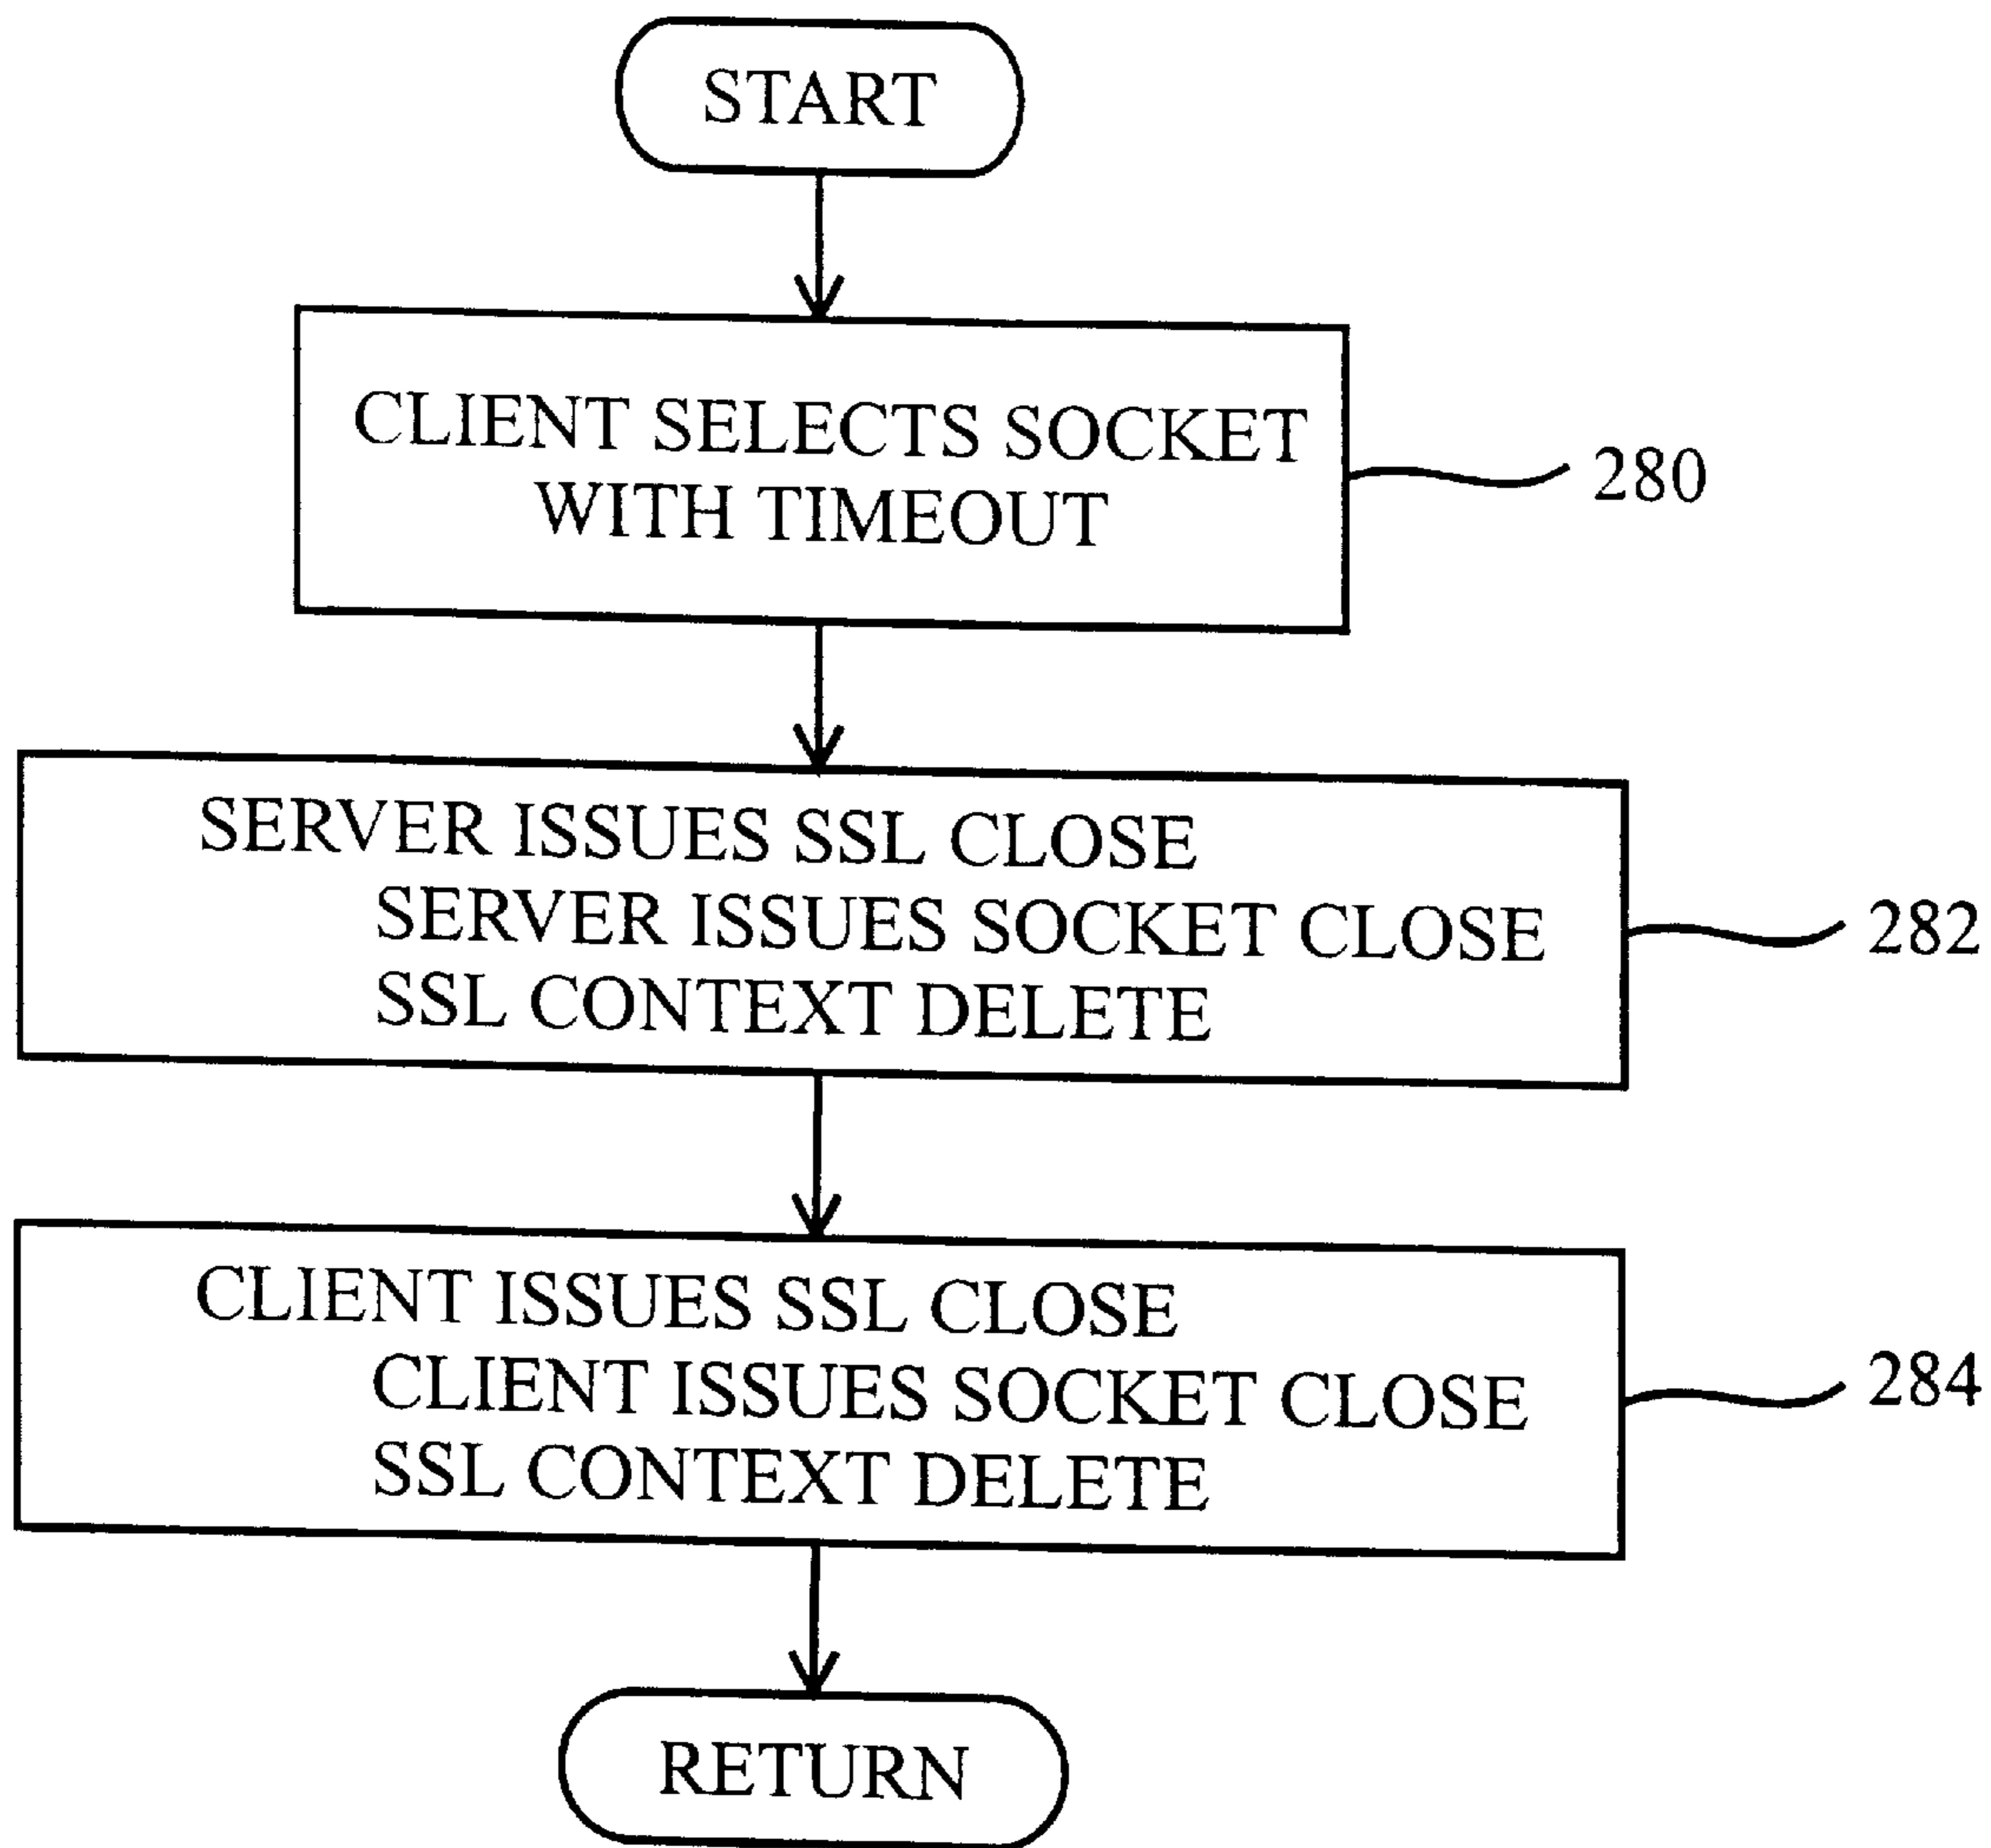 START
CLIENT SELECTS SOCKET
WITH TIMEOUT
280
SERVER ISSUES SSL CLOSE
SERVER ISSUES SOCKET CLOSE
SSL CONTEXT DELETE
282
CLIENT ISSUES SSL CLOSE
CLIENT ISSUES SOCKET CLOSE
SSL CONTEXT DELETE
284
RETURN